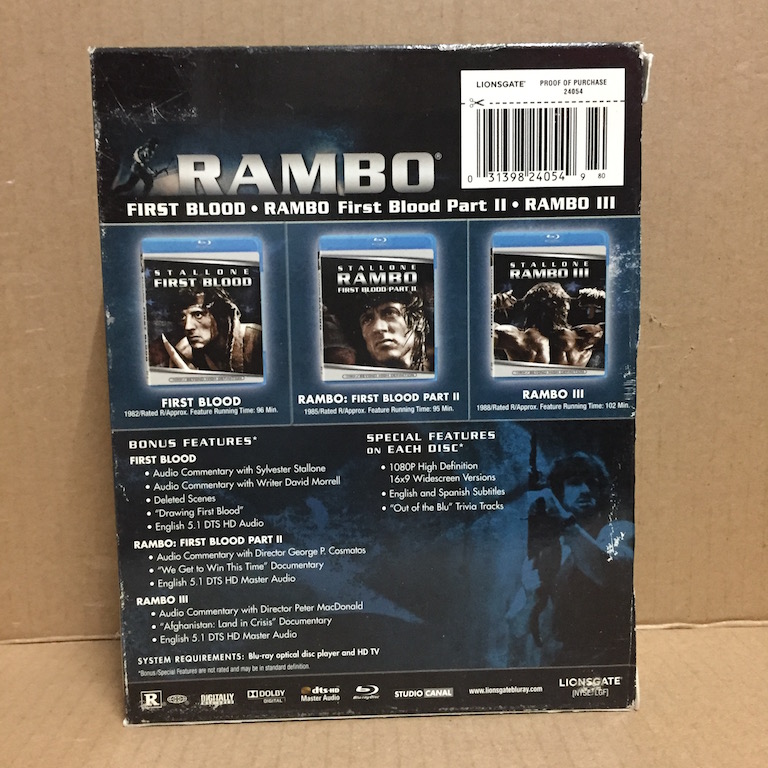 LIONSGATE® PROOF OF PURCHASE
24054
0 31398 24054 9 80
RAMBO®
FIRST BLOOD • RAMBO First Blood Part II • RAMBO III
STALLONE
FIRST BLOOD
STALLONE
RAMBO
FIRST BLOOD PART II
STALLONE
RAMBO III
FIRST BLOOD
1982/Rated R/Approx. Feature Running Time: 96 Min.
RAMBO: FIRST BLOOD PART II
1985/Rated R/Approx. Feature Running Time: 95 Min.
RAMBO III
1988/Rated R/Approx. Feature Running Time: 102 Min.
BONUS FEATURES*
FIRST BLOOD
• Audio Commentary with Sylvester Stallone
• Audio Commentary with Writer David Morrell
• Deleted Scenes
• "Drawing First Blood"
• English 5.1 DTS HD Audio
RAMBO: FIRST BLOOD PART II
• Audio Commentary with Director George P. Cosmatos
• "We Get to Win This Time" Documentary
• English 5.1 DTS HD Master Audio
RAMBO III
• Audio Commentary with Director Peter MacDonald
• "Afghanistan: Land in Crisis" Documentary
• English 5.1 DTS HD Master Audio
SPECIAL FEATURES
ON EACH DISC*
• 1080P High Definition
16x9 Widescreen Versions
• English and Spanish Subtitles
• "Out of the Blu" Trivia Tracks
SYSTEM REQUIREMENTS: Blu-ray optical disc player and HD TV
*Bonus/Special Features are not rated and may be in standard definition.
R DIGITALLY DOLBY DIGITAL dts-HD Master Audio Blu-ray Disc STUDIO CANAL www.lionsgatebluray.com LIONSGATE®
[NYSE: LGF]